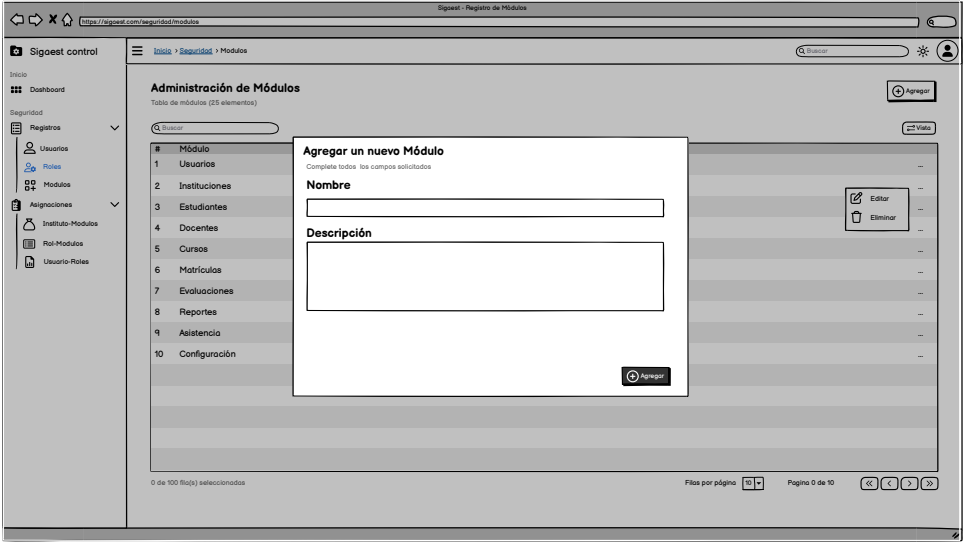 Sigaest - Registro de Módulos
https://sigaest.com/seguridad/modulos
Sigaest control
Inicio > Seguridad > Modulos
Buscar
Inicio
Dashboard
Seguridad
Registros
Usuarios
Roles
Modulos
Asignaciones
Instituto-Modulos
Rol-Modulos
Usuario-Roles
Administración de Módulos
Tabla de módulos (25 elementos)
Agregar
Buscar
Vista
# Módulo
1 Usuarios ...
2 Instituciones ...
3 Estudiantes ...
4 Docentes ...
5 Cursos ...
6 Matrículas ...
7 Evaluaciones ...
8 Reportes ...
9 Asistencia ...
10 Configuración ...
Editar
Eliminar
Agregar un nuevo Módulo
Complete todos los campos solicitados
Nombre
Descripción
Agregar
0 de 100 fila(s) seleccionadas
Filas por página 10
Pagina 0 de 10